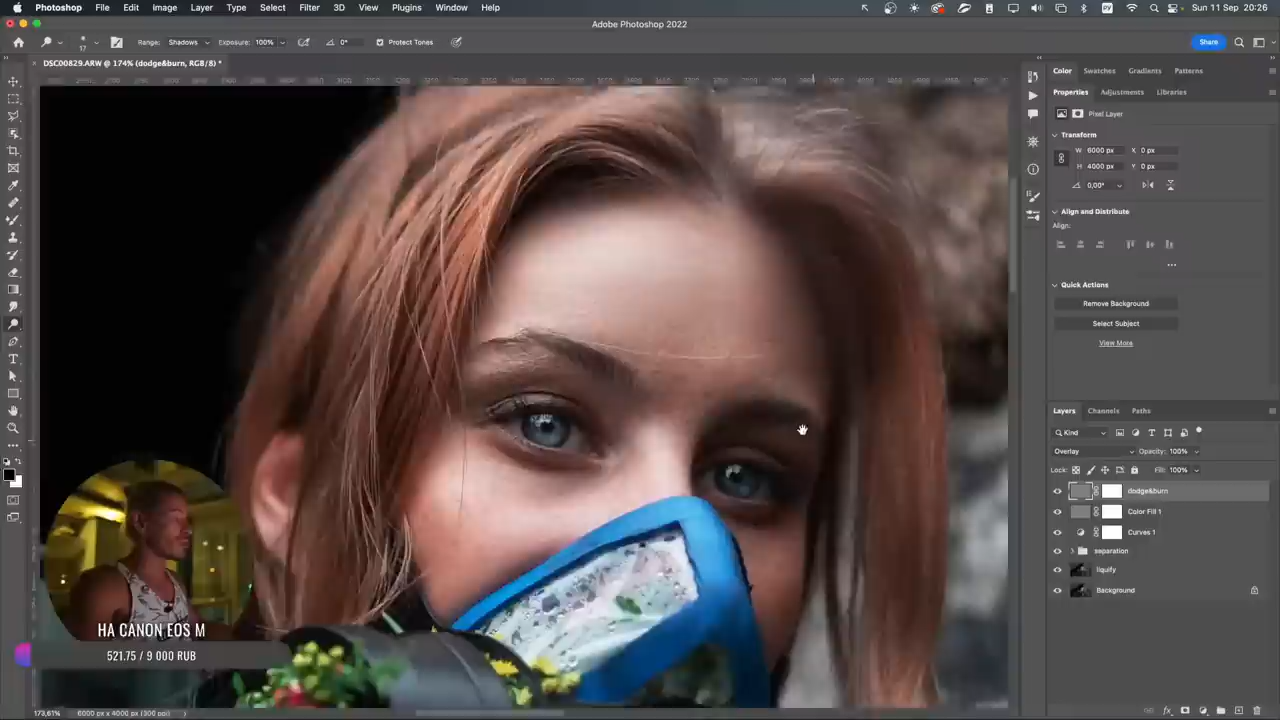 Photoshop File Edit Image Layer Type Select Filter 3D View Plugins Window Help
РУ
Sun 11 Sep 20:26
Adobe Photoshop 2022
Range: Shadows Exposure: 100% 0° Protect Tones
Share
DSC00829.ARW @ 174% (dodge&burn, RGB/8) *
Color Swatches Gradients Patterns
Properties Adjustments Libraries
Pixel Layer
Transform
W 6000 px X 0 px
H 4000 px Y 0 px
0,00°
Align and Distribute
Align:
Quick Actions
Remove Background
Select Subject
View More
Layers Channels Paths
Kind
Overlay Opacity: 100%
Lock: Fill: 100%
dodge&burn
Color Fill 1
Curves 1
separation
liquify
Background
НА CANON EOS M
521.75 / 9 000 RUB
173,61% 6000 px x 4000 px (300 ppi)